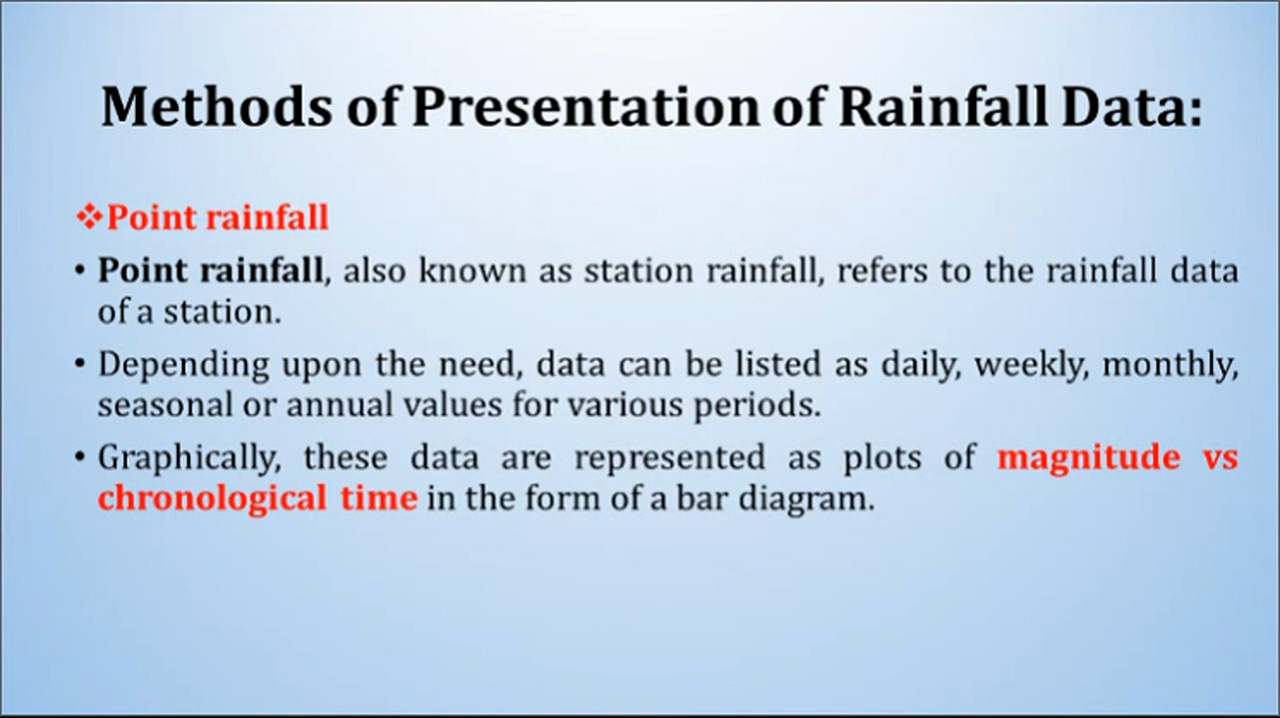 Methods of Presentation of Rainfall Data:
❖Point rainfall
• Point rainfall, also known as station rainfall, refers to the rainfall data
of a station.
• Depending upon the need, data can be listed as daily, weekly, monthly,
seasonal or annual values for various periods.
• Graphically, these data are represented as plots of magnitude vs
chronological time in the form of a bar diagram.